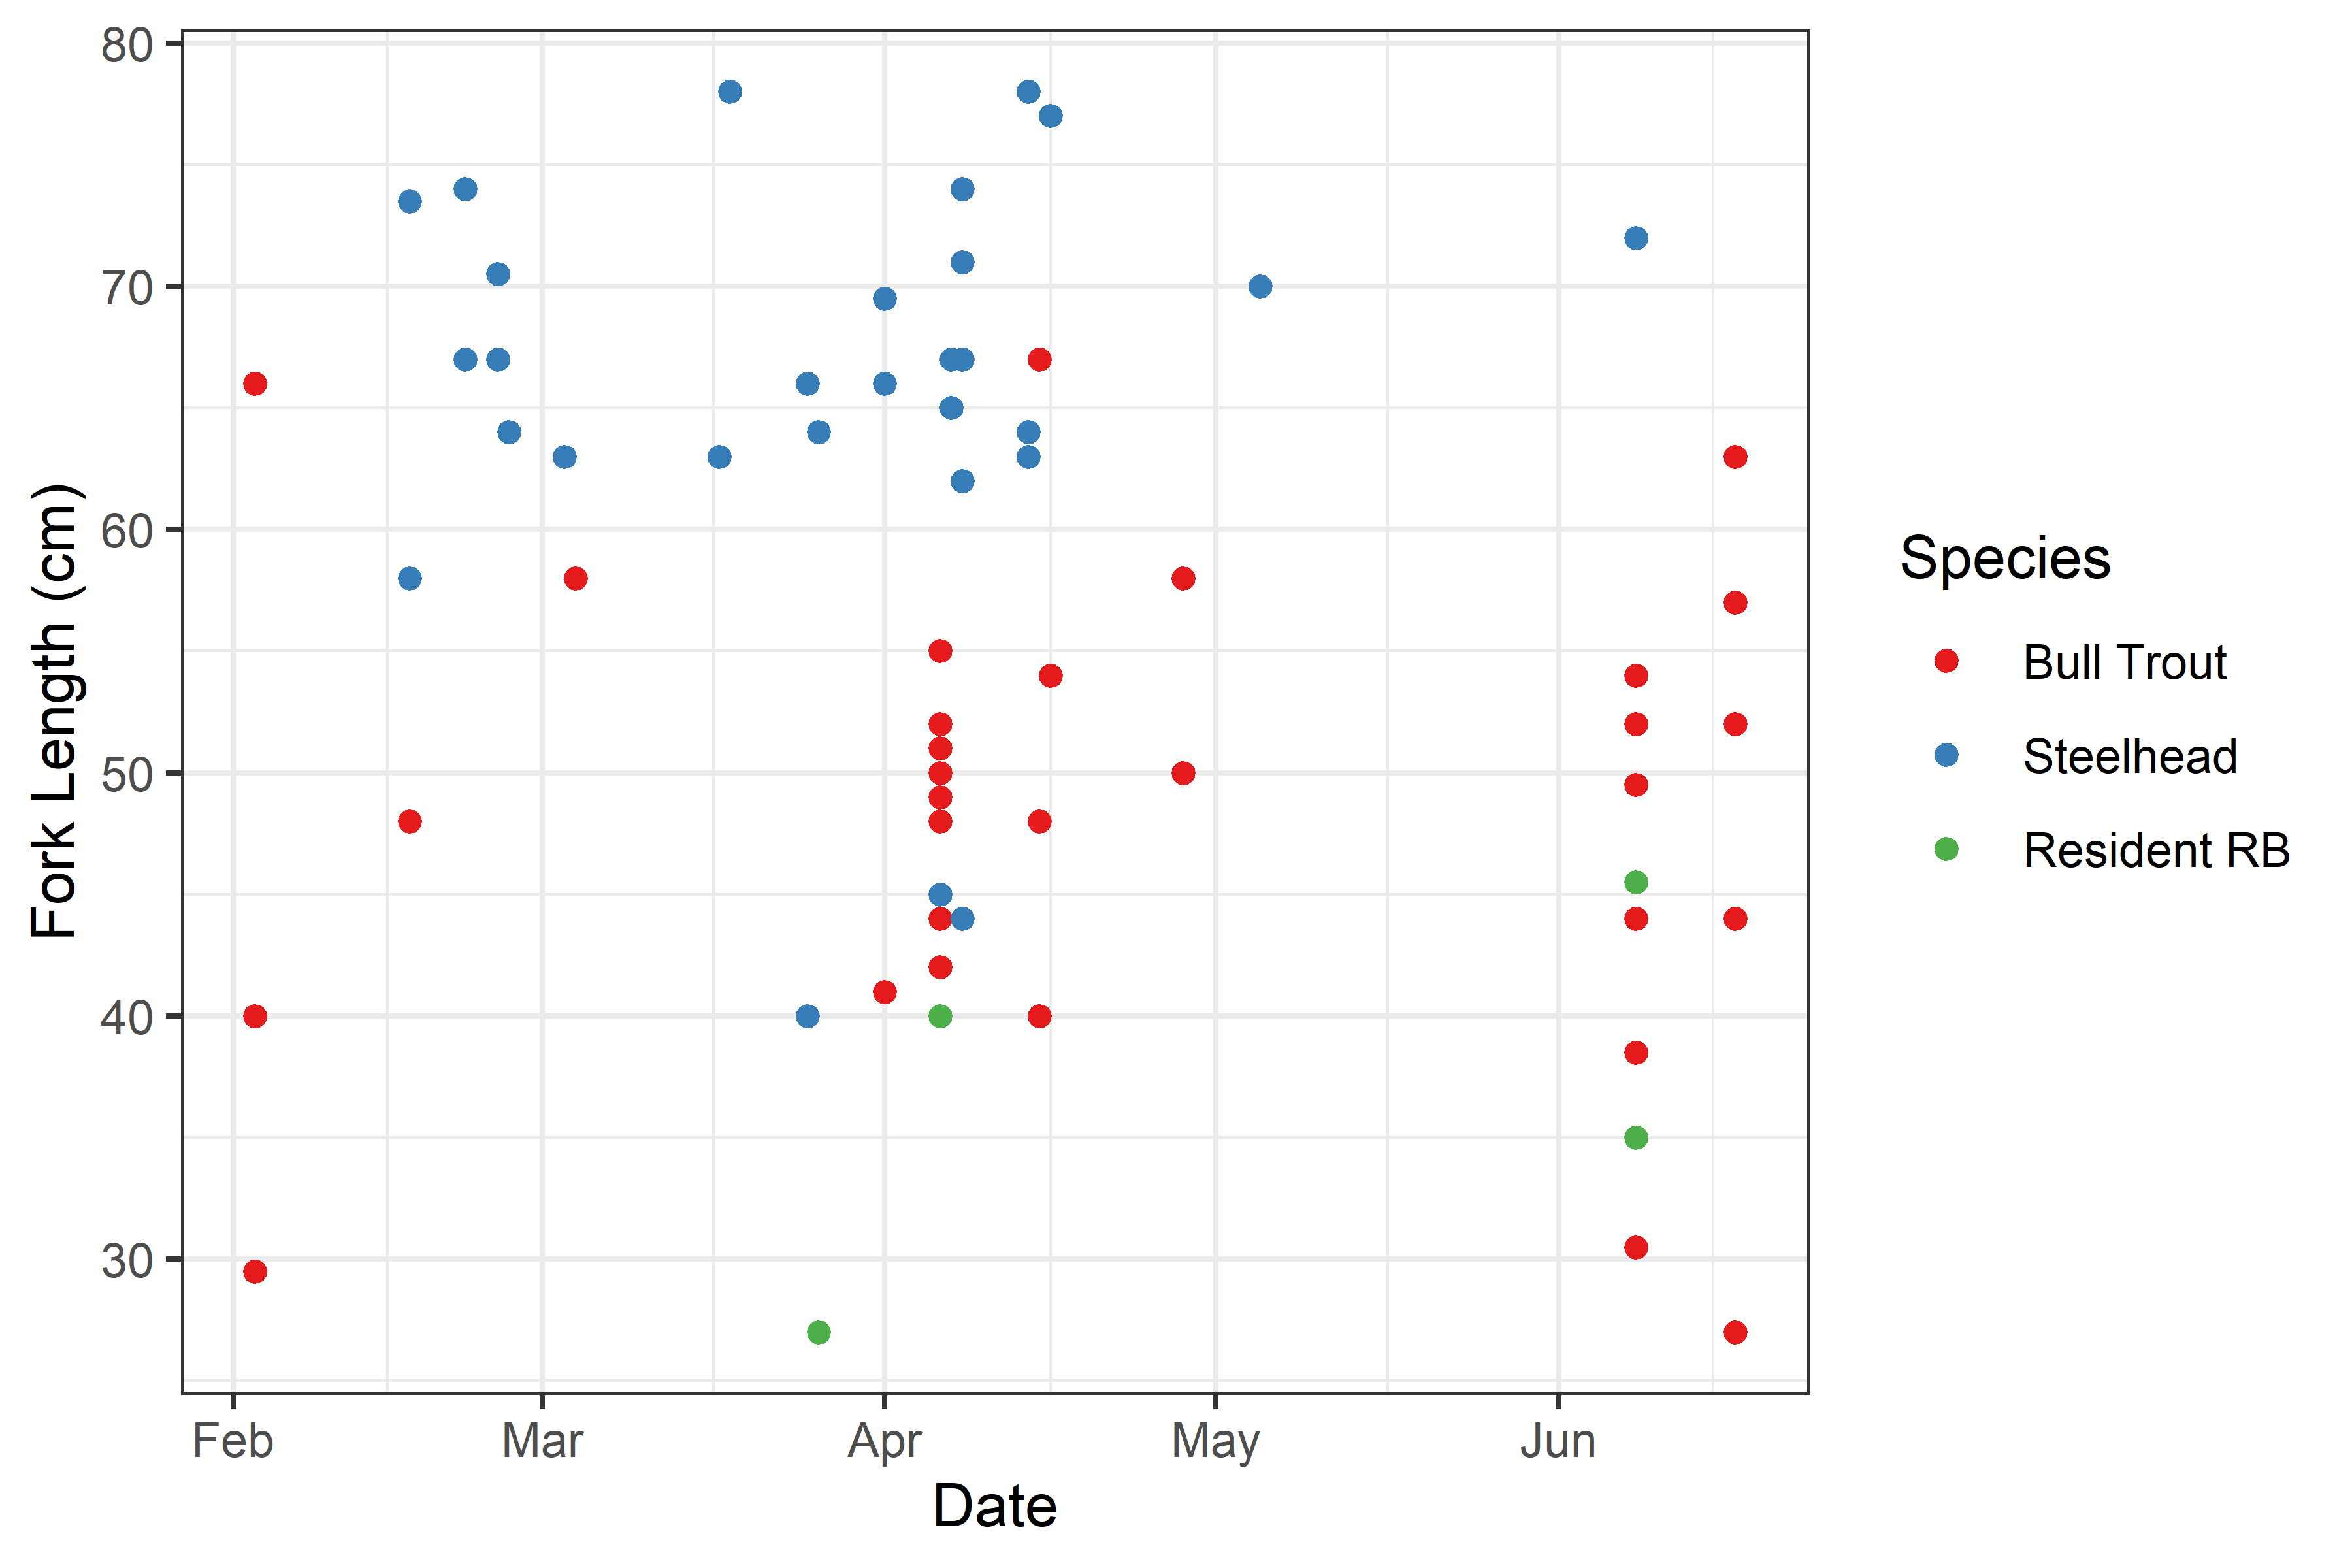 80
70
60
50
40
30
Fork Length (cm)
Feb
Mar
Apr
May
Jun
Date
Species
Bull Trout
Steelhead
Resident RB